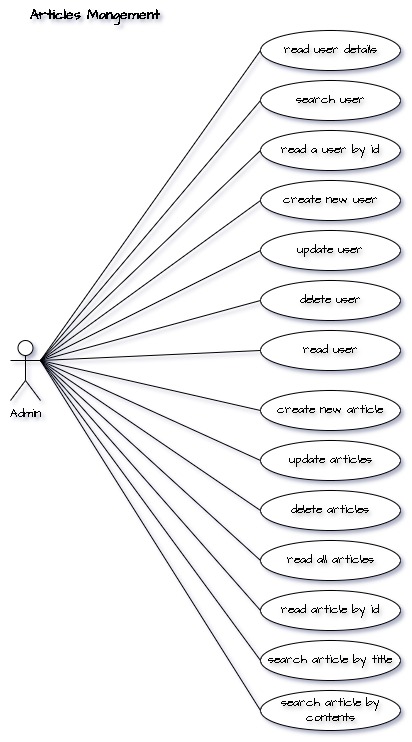 Articles Mangement
read user details
search user
read a user by id
create new user
update user
delete user
read user
Admin
create new article
update articles
delete articles
read all articles
read article by id
search article by title
search article by
contents